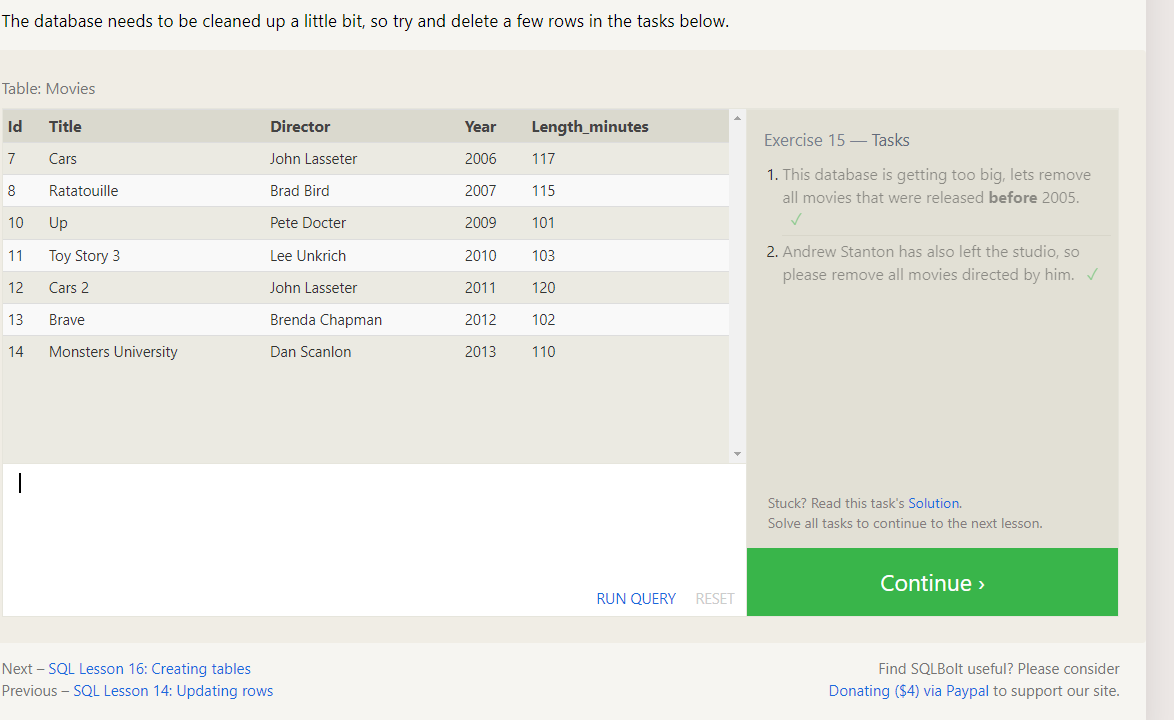 The database needs to be cleaned up a little bit, so try and delete a few rows in the tasks below.
Table: Movies
Id Title Director Year Length_minutes
7 Cars John Lasseter 2006 117
8 Ratatouille Brad Bird 2007 115
10 Up Pete Docter 2009 101
11 Toy Story 3 Lee Unkrich 2010 103
12 Cars 2 John Lasseter 2011 120
13 Brave Brenda Chapman 2012 102
14 Monsters University Dan Scanlon 2013 110
RUN QUERY RESET
Exercise 15 — Tasks
1. This database is getting too big, lets remove
all movies that were released before 2005.
✓
2. Andrew Stanton has also left the studio, so
please remove all movies directed by him. ✓
Stuck? Read this task's Solution.
Solve all tasks to continue to the next lesson.
Continue ›
Next – SQL Lesson 16: Creating tables
Previous – SQL Lesson 14: Updating rows
Find SQLBolt useful? Please consider
Donating ($4) via Paypal to support our site.